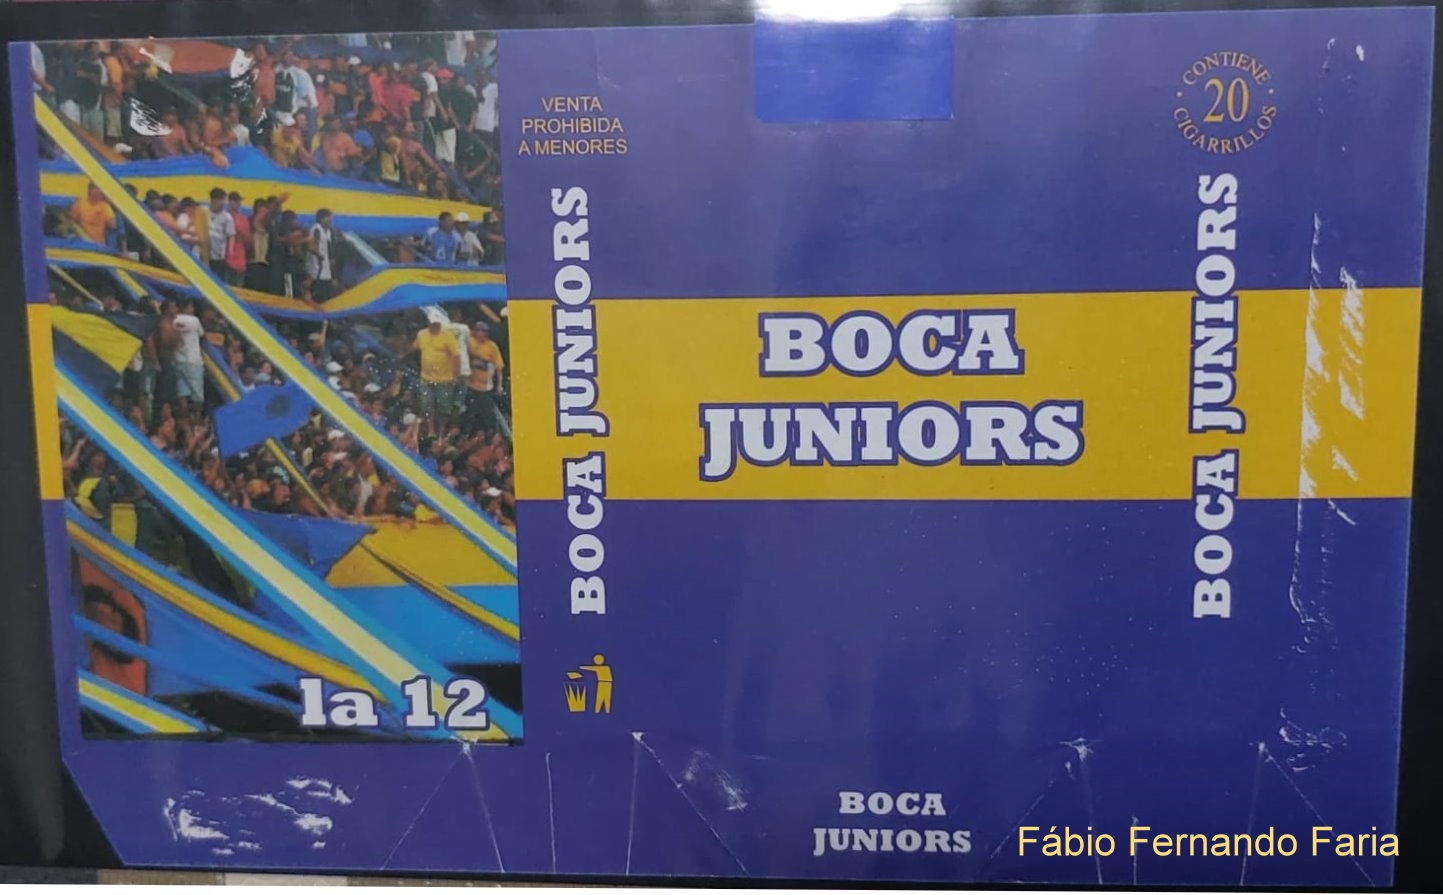 VENTA
PROHIBIDA
A MENORES
CONTIENE
20
CIGARRILLOS
BOCA JUNIORS
BOCA
JUNIORS
BOCA JUNIORS
la 12
BOCA
JUNIORS
Fábio Fernando Faria